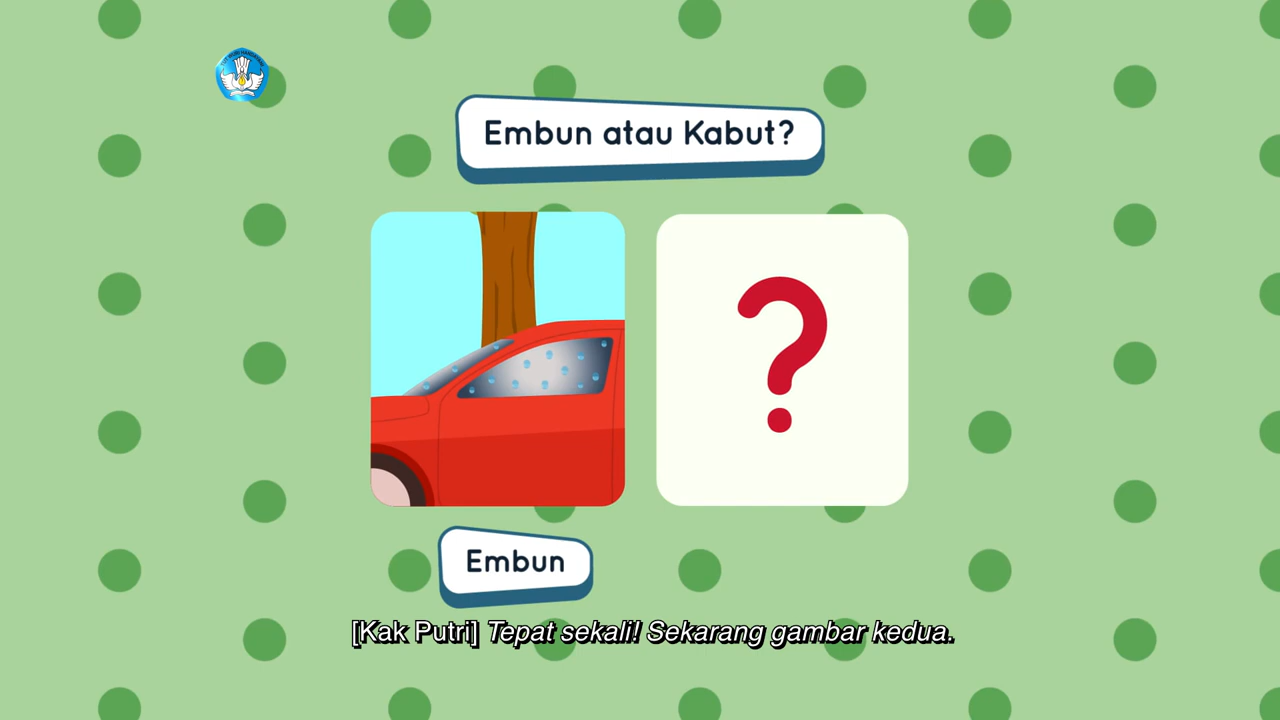 Embun atau Kabut?
?
Embun
[Kak Putri] Tepat sekali! Sekarang gambar kedua.